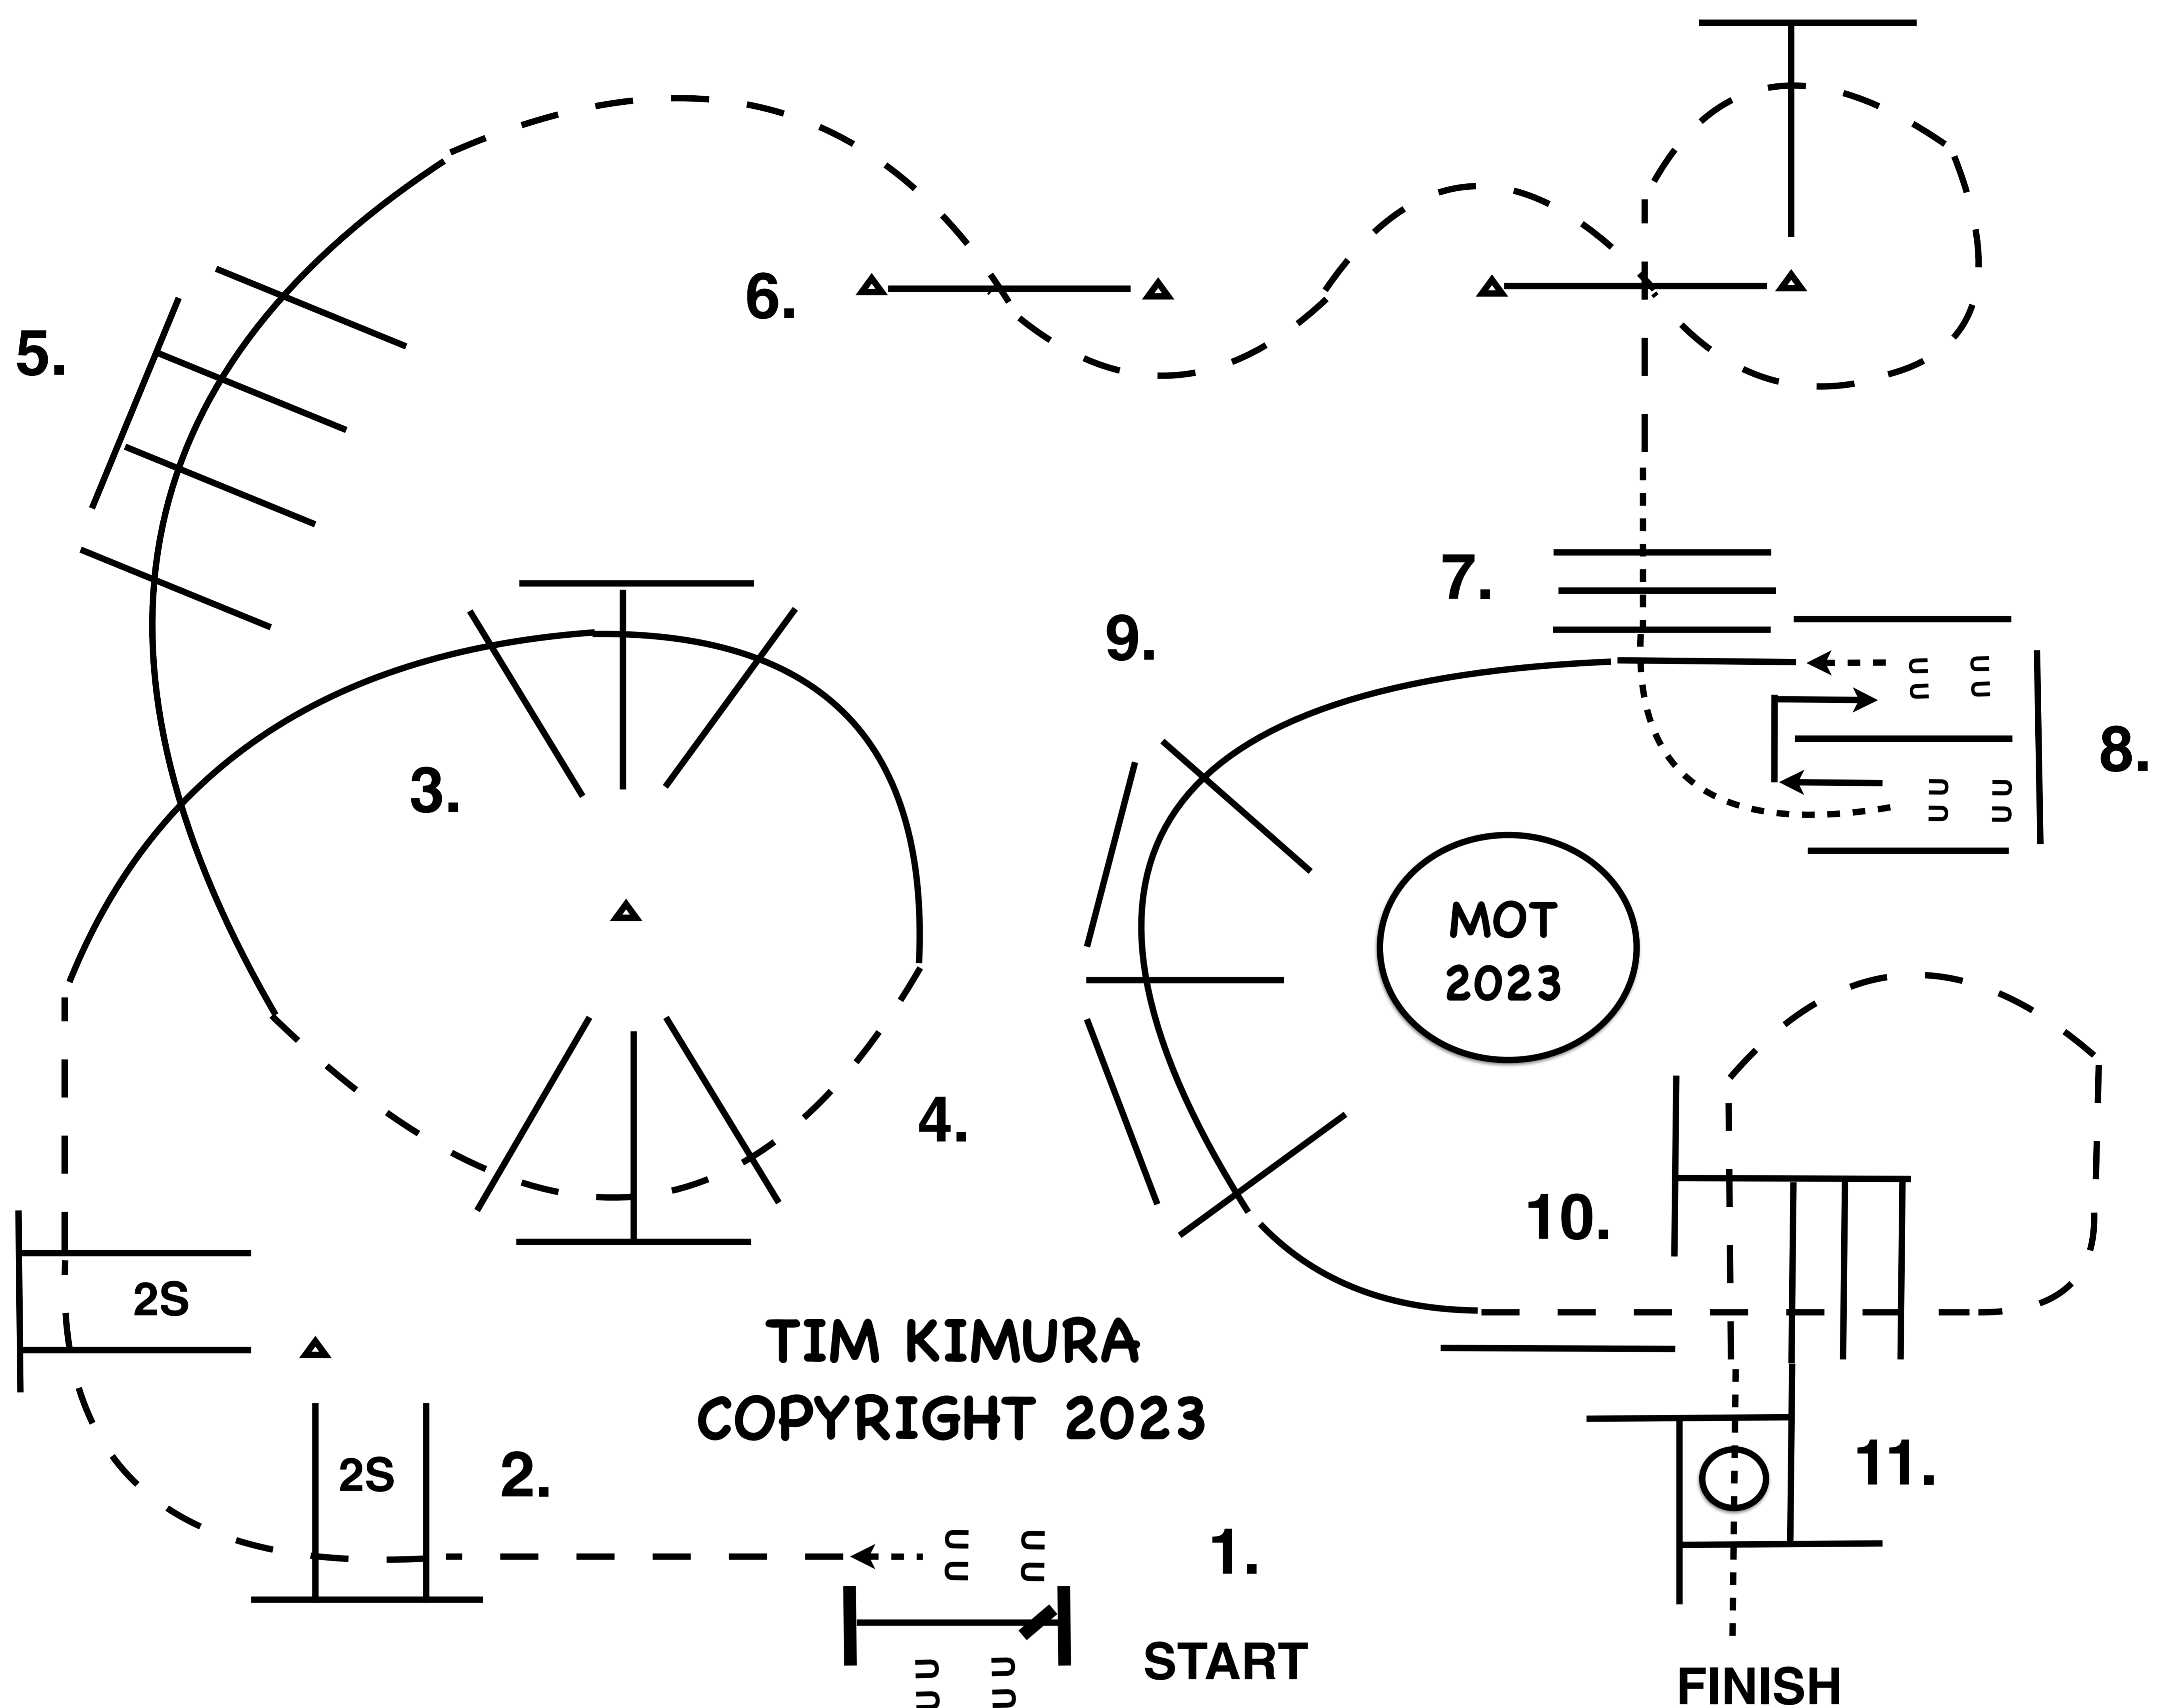 6.
5.
7.
9.
8.
3.
MOT
2023
4.
10.
2S
TIM KIMURA
COPYRIGHT 2023
2S
2.
11.
1.
START
FINISH